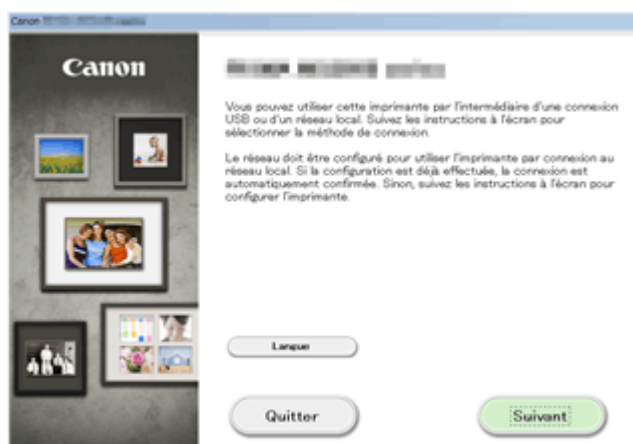 Canon
Canon
Vous pouvez utiliser cette imprimante par l'intermédiaire d'une connexion
USB ou d'un réseau local. Suivez les instructions à l'écran pour
sélectionner la méthode de connexion.
Le réseau doit être configuré pour utiliser l'imprimante par connexion au
réseau local. Si la configuration est déjà effectuée, la connexion est
automatiquement confirmée. Sinon, suivez les instructions à l'écran pour
configurer l'imprimante.
Langue
Quitter
Suivant